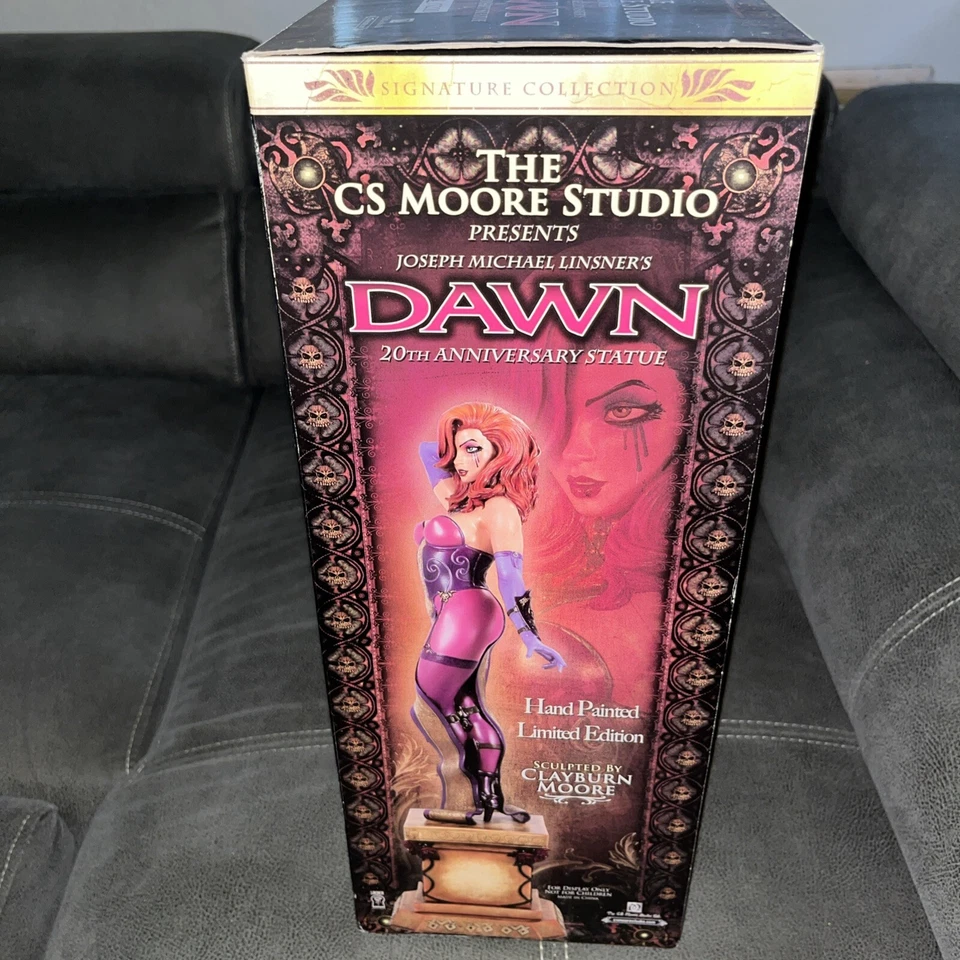 SIGNATURE COLLECTION
THE
CS MOORE STUDIO
PRESENTS
JOSEPH MICHAEL LINSNER'S
DAWN
20TH ANNIVERSARY STATUE
Hand Painted
Limited Edition
SCULPTED BY
CLAYBURN
MOORE
FOR DISPLAY ONLY
NOT FOR CHILDREN
MADE IN CHINA